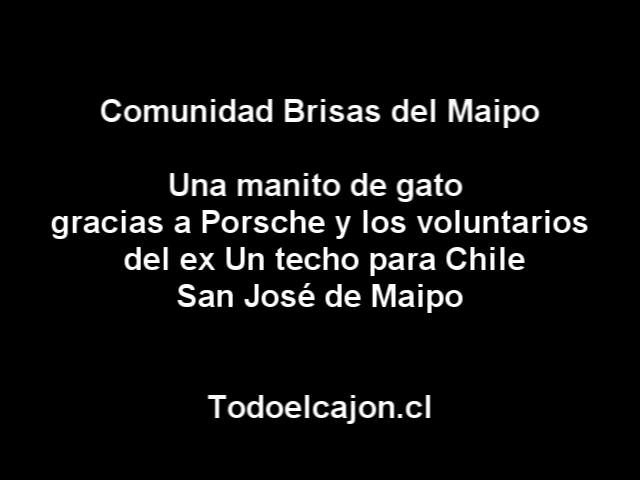 Comunidad Brisas del Maipo
Una manito de gato
gracias a Porsche y los voluntarios
del ex Un techo para Chile
San José de Maipo
Todoelcajon.cl